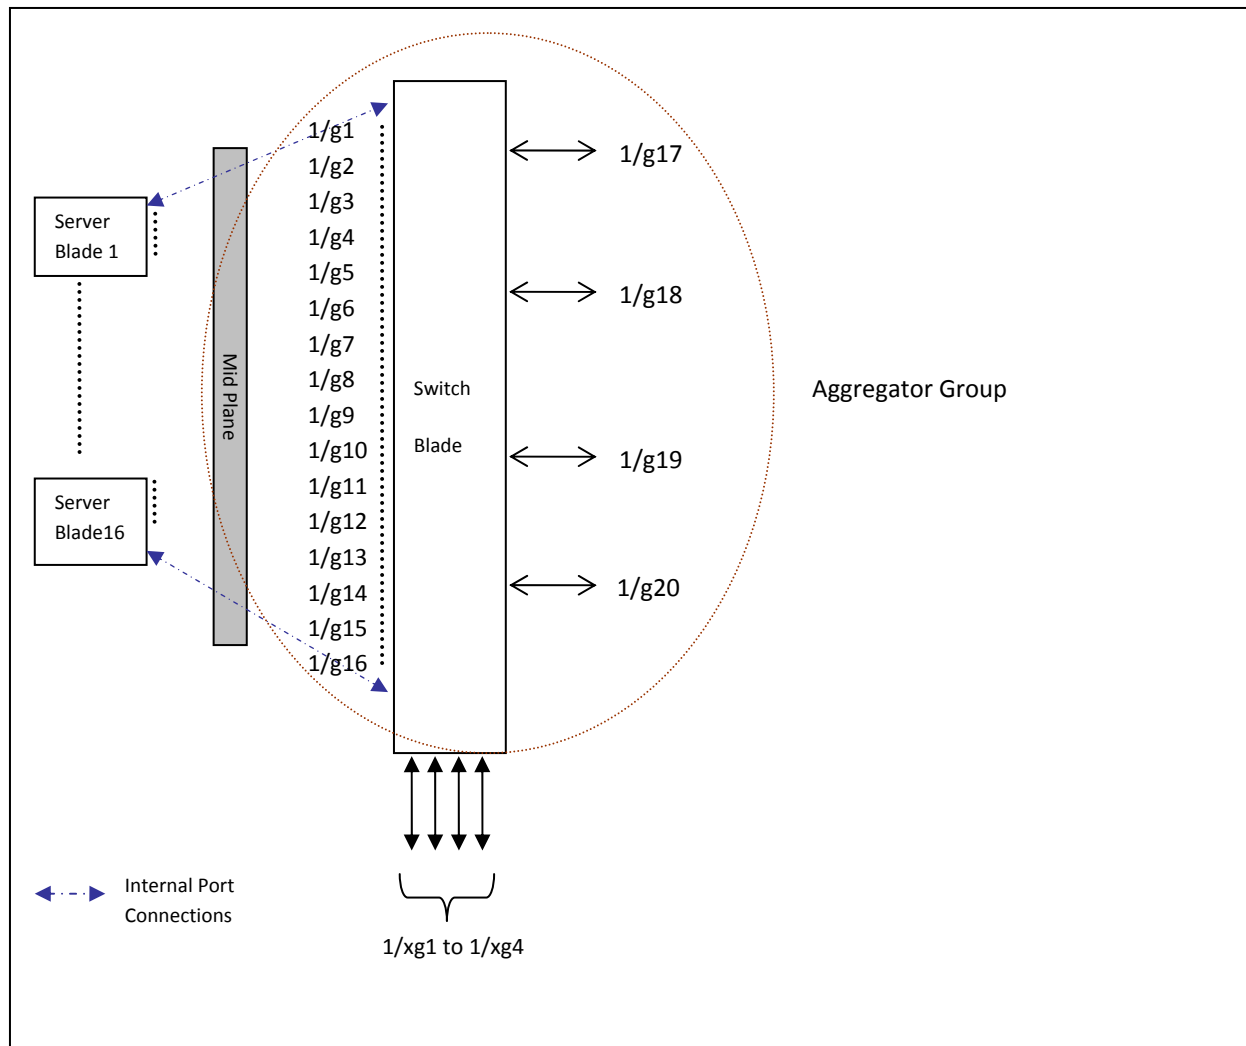 1/g1
1/g2
1/g3
1/g4
1/g5
1/g6
1/g7
1/g8
1/g9
1/g10
1/g11
1/g12
1/g13
1/g14
1/g15
1/g16
Server
Blade 1
Server
Blade16
Mid Plane
Switch
Blade
1/g17
1/g18
1/g19
1/g20
Aggregator Group
Internal Port
Connections
1/xg1 to 1/xg4